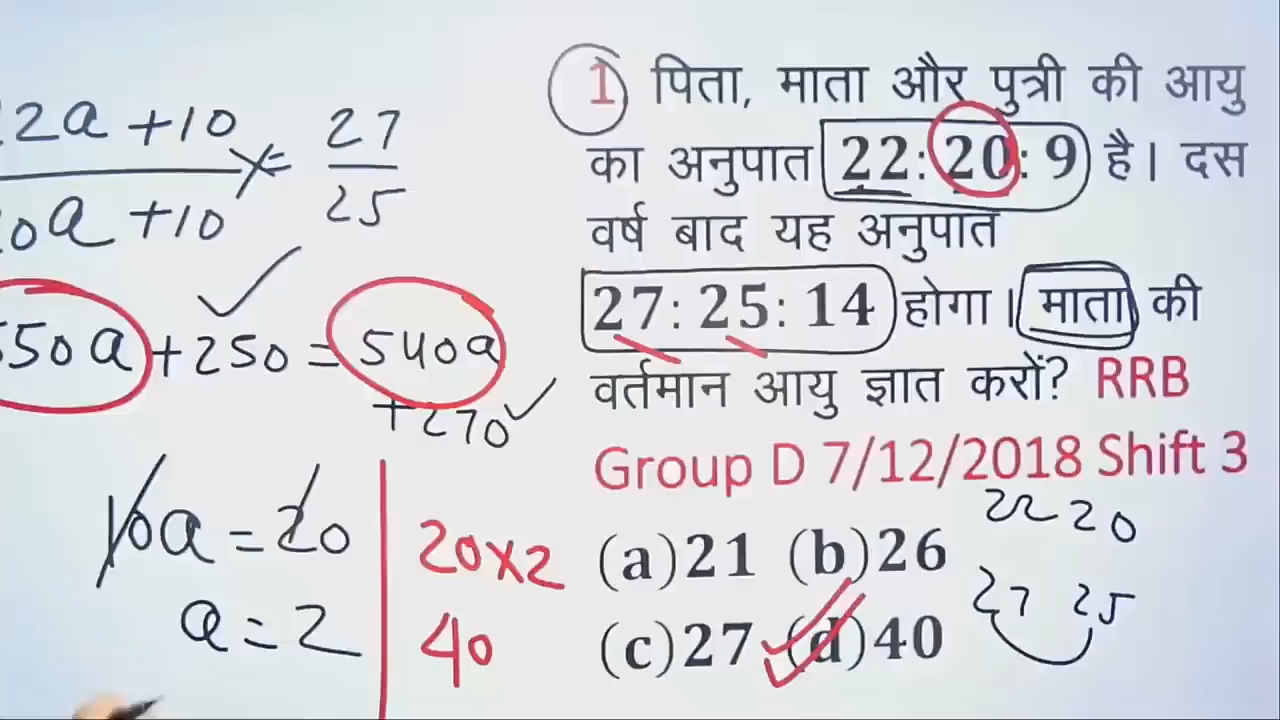 1 पिता, माता और पुत्री की आयु
का अनुपात 22: 20: 9 है। दस
वर्ष बाद यह अनुपात
27: 25: 14 होगा। माता की
वर्तमान आयु ज्ञात करों? RRB
Group D 7/12/2018 Shift 3
(a)21 (b)26
(c)27 (d)40
2a +10 = 27
0a +10 25
50a +250 = 540a
+270
10a = 20
a = 2
20x2
40
22 20
27 25